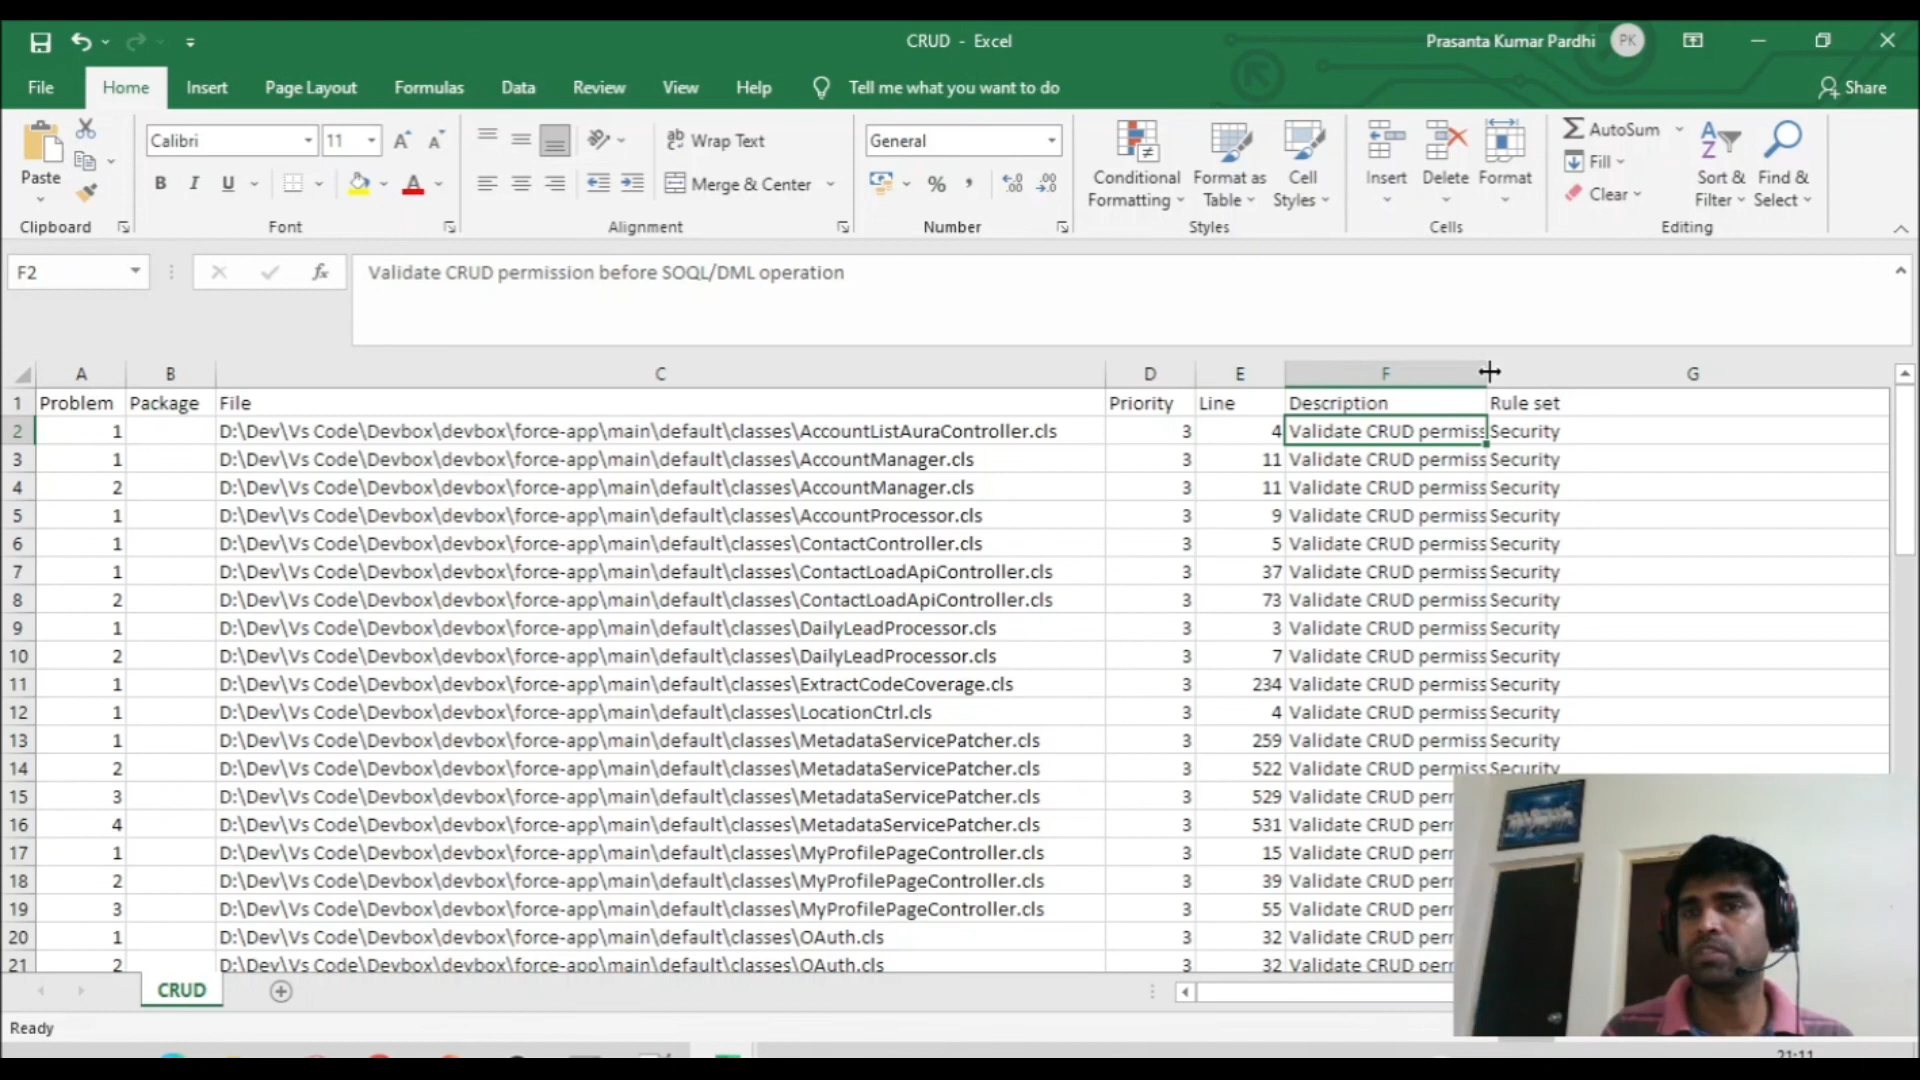 CRUD - Excel
Prasanta Kumar Pardhi
PK
File Home Insert Page Layout Formulas Data Review View Help Tell me what you want to do
Share
Paste
Clipboard
Calibri 11
B I U A
Font
Wrap Text
Merge & Center
Alignment
General
% ,
Number
Conditional Formatting
Format as Table
Cell Styles
Styles
Insert Delete Format
Cells
AutoSum
Fill
Clear
Sort & Filter
Find & Select
Editing
F2
fx
Validate CRUD permission before SOQL/DML operation
A B C D E F G
1 Problem Package File Priority Line Description Rule set
2 1 D:\Dev\Vs Code\Devbox\devbox\force-app\main\default\classes\AccountListAuraController.cls 3 4 Validate CRUD permiss Security
3 1 D:\Dev\Vs Code\Devbox\devbox\force-app\main\default\classes\AccountManager.cls 3 11 Validate CRUD permiss Security
4 2 D:\Dev\Vs Code\Devbox\devbox\force-app\main\default\classes\AccountManager.cls 3 11 Validate CRUD permiss Security
5 1 D:\Dev\Vs Code\Devbox\devbox\force-app\main\default\classes\AccountProcessor.cls 3 9 Validate CRUD permiss Security
6 1 D:\Dev\Vs Code\Devbox\devbox\force-app\main\default\classes\ContactController.cls 3 5 Validate CRUD permiss Security
7 1 D:\Dev\Vs Code\Devbox\devbox\force-app\main\default\classes\ContactLoadApiController.cls 3 37 Validate CRUD permiss Security
8 2 D:\Dev\Vs Code\Devbox\devbox\force-app\main\default\classes\ContactLoadApiController.cls 3 73 Validate CRUD permiss Security
9 1 D:\Dev\Vs Code\Devbox\devbox\force-app\main\default\classes\DailyLeadProcessor.cls 3 3 Validate CRUD permiss Security
10 2 D:\Dev\Vs Code\Devbox\devbox\force-app\main\default\classes\DailyLeadProcessor.cls 3 7 Validate CRUD permiss Security
11 1 D:\Dev\Vs Code\Devbox\devbox\force-app\main\default\classes\ExtractCodeCoverage.cls 3 234 Validate CRUD permiss Security
12 1 D:\Dev\Vs Code\Devbox\devbox\force-app\main\default\classes\LocationCtrl.cls 3 4 Validate CRUD permiss Security
13 1 D:\Dev\Vs Code\Devbox\devbox\force-app\main\default\classes\MetadataServicePatcher.cls 3 259 Validate CRUD permiss Security
14 2 D:\Dev\Vs Code\Devbox\devbox\force-app\main\default\classes\MetadataServicePatcher.cls 3 522 Validate CRUD permiss Security
15 3 D:\Dev\Vs Code\Devbox\devbox\force-app\main\default\classes\MetadataServicePatcher.cls 3 529 Validate CRUD perm
16 4 D:\Dev\Vs Code\Devbox\devbox\force-app\main\default\classes\MetadataServicePatcher.cls 3 531 Validate CRUD perm
17 1 D:\Dev\Vs Code\Devbox\devbox\force-app\main\default\classes\MyProfilePageController.cls 3 15 Validate CRUD perm
18 2 D:\Dev\Vs Code\Devbox\devbox\force-app\main\default\classes\MyProfilePageController.cls 3 39 Validate CRUD perm
19 3 D:\Dev\Vs Code\Devbox\devbox\force-app\main\default\classes\MyProfilePageController.cls 3 55 Validate CRUD perm
20 1 D:\Dev\Vs Code\Devbox\devbox\force-app\main\default\classes\OAuth.cls 3 32 Validate CRUD perm
21 2 D:\Dev\Vs Code\Devbox\devbox\force-app\main\default\classes\OAuth.cls 3 32 Validate CRUD perm
CRUD
Ready
21:11